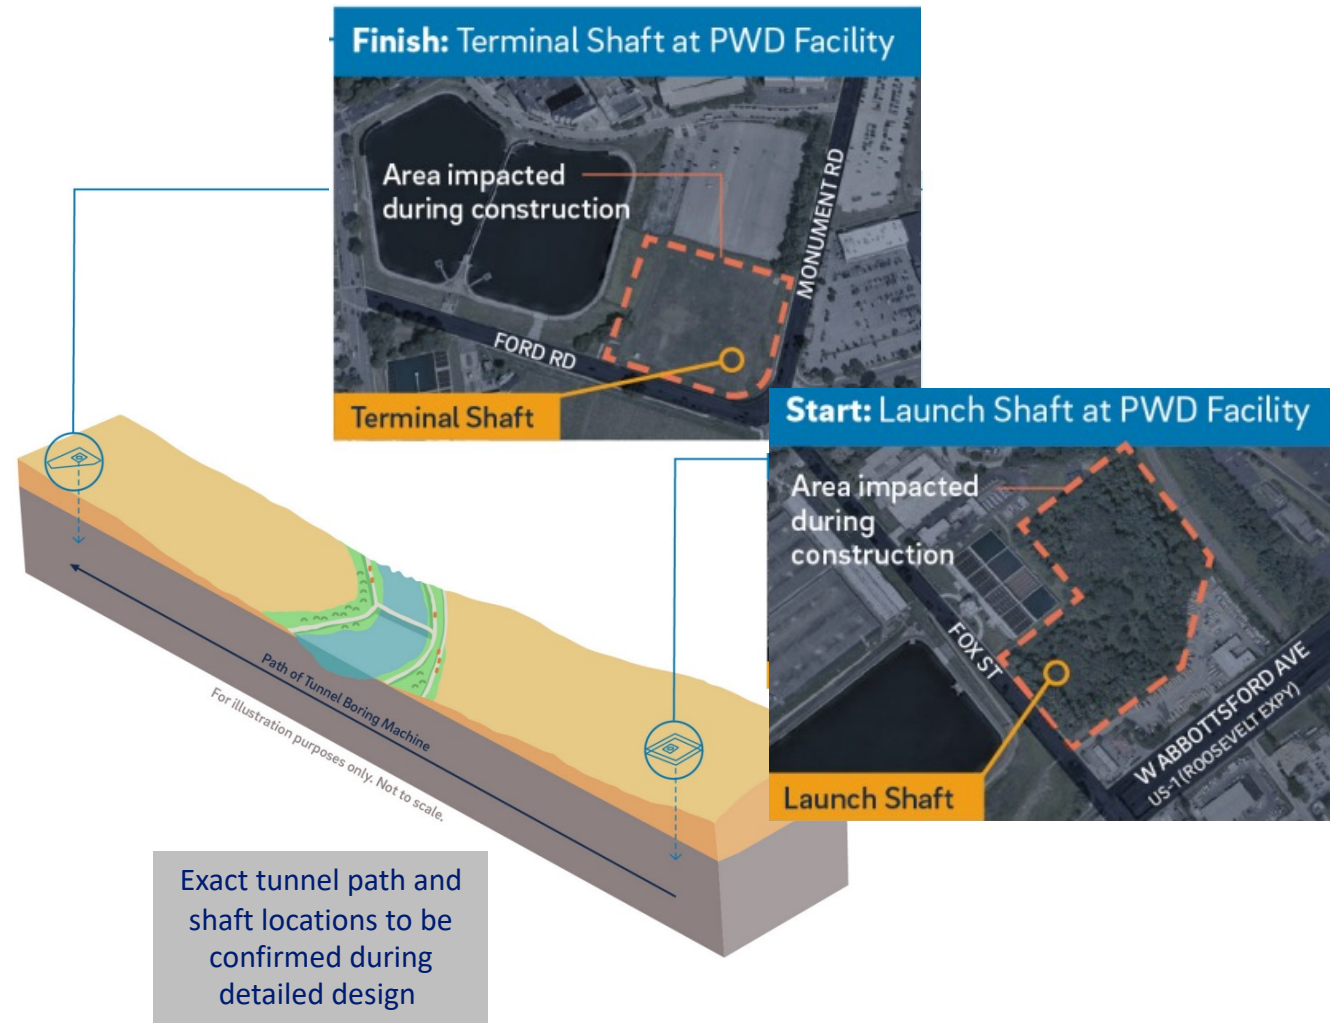 Finish: Terminal Shaft at PWD Facility
Area impacted
during construction
MONUMENT RD
FORD RD
Terminal Shaft
Start: Launch Shaft at PWD Facility
Area impacted
during
construction
FOX ST
W ABBOTTSFORD AVE
US-1 (ROOSEVELT EXPY)
Launch Shaft
Path of Tunnel Boring Machine
For illustration purposes only. Not to scale.
Exact tunnel path and
shaft locations to be
confirmed during
detailed design